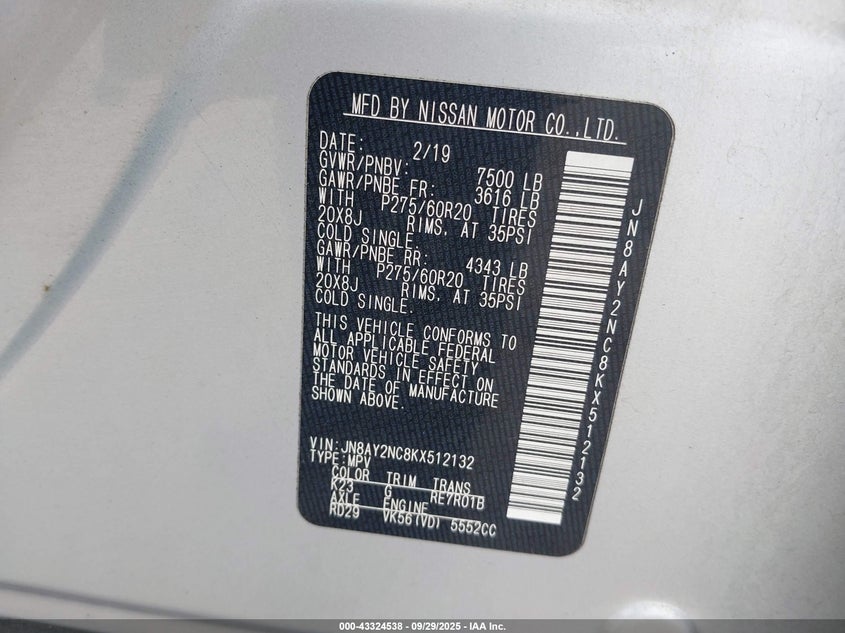 MFD BY NISSAN MOTOR CO.,LTD.
DATE: 2/19
GVWR/PNBV: 7500 LB
GAWR/PNBE FR: 3616 LB
WITH P275/60R20 TIRES
20X8J RIMS, AT 35PSI
COLD SINGLE.
GAWR/PNBE RR: 4343 LB
WITH P275/60R20 TIRES
20X8J RIMS, AT 35PSI
COLD SINGLE.
THIS VEHICLE CONFORMS TO
ALL APPLICABLE FEDERAL
MOTOR VEHICLE SAFETY
STANDARDS IN EFFECT ON
THE DATE OF MANUFACTURE
SHOWN ABOVE.
VIN:JN8AY2NC8KX512132
TYPE:MPV
COLOR TRIM TRANS
K23 G RE7R01B
AXLE ENGINE
RD29 VK56(VD) 5552CC
JN8AY2NC8KX512132
000-43324538 - 09/29/2025 - IAA Inc.